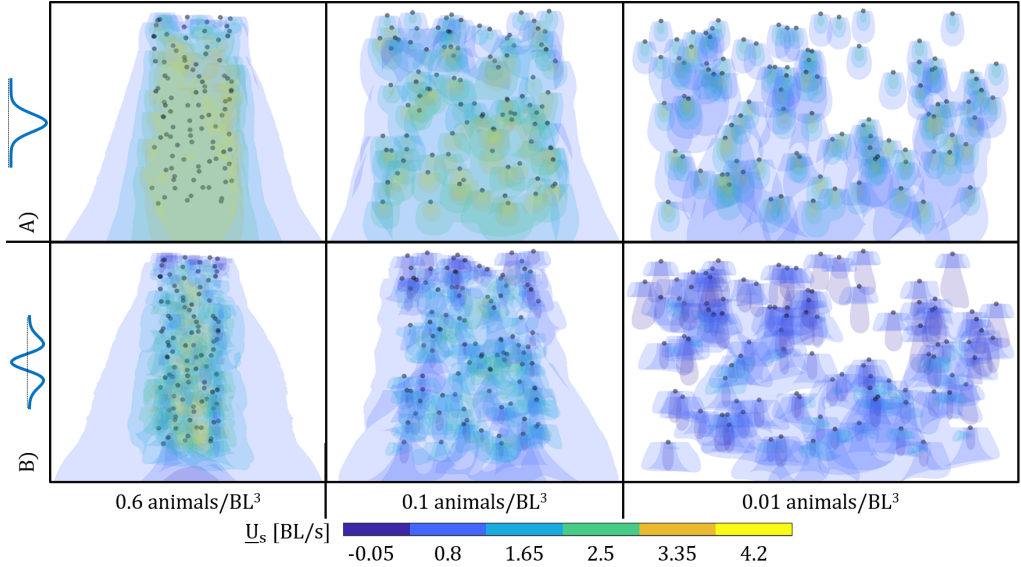 A)
B)
0.6 animals/BL³
0.1 animals/BL³
0.01 animals/BL³
U̲s [BL/s]
-0.05 0.8 1.65 2.5 3.35 4.2